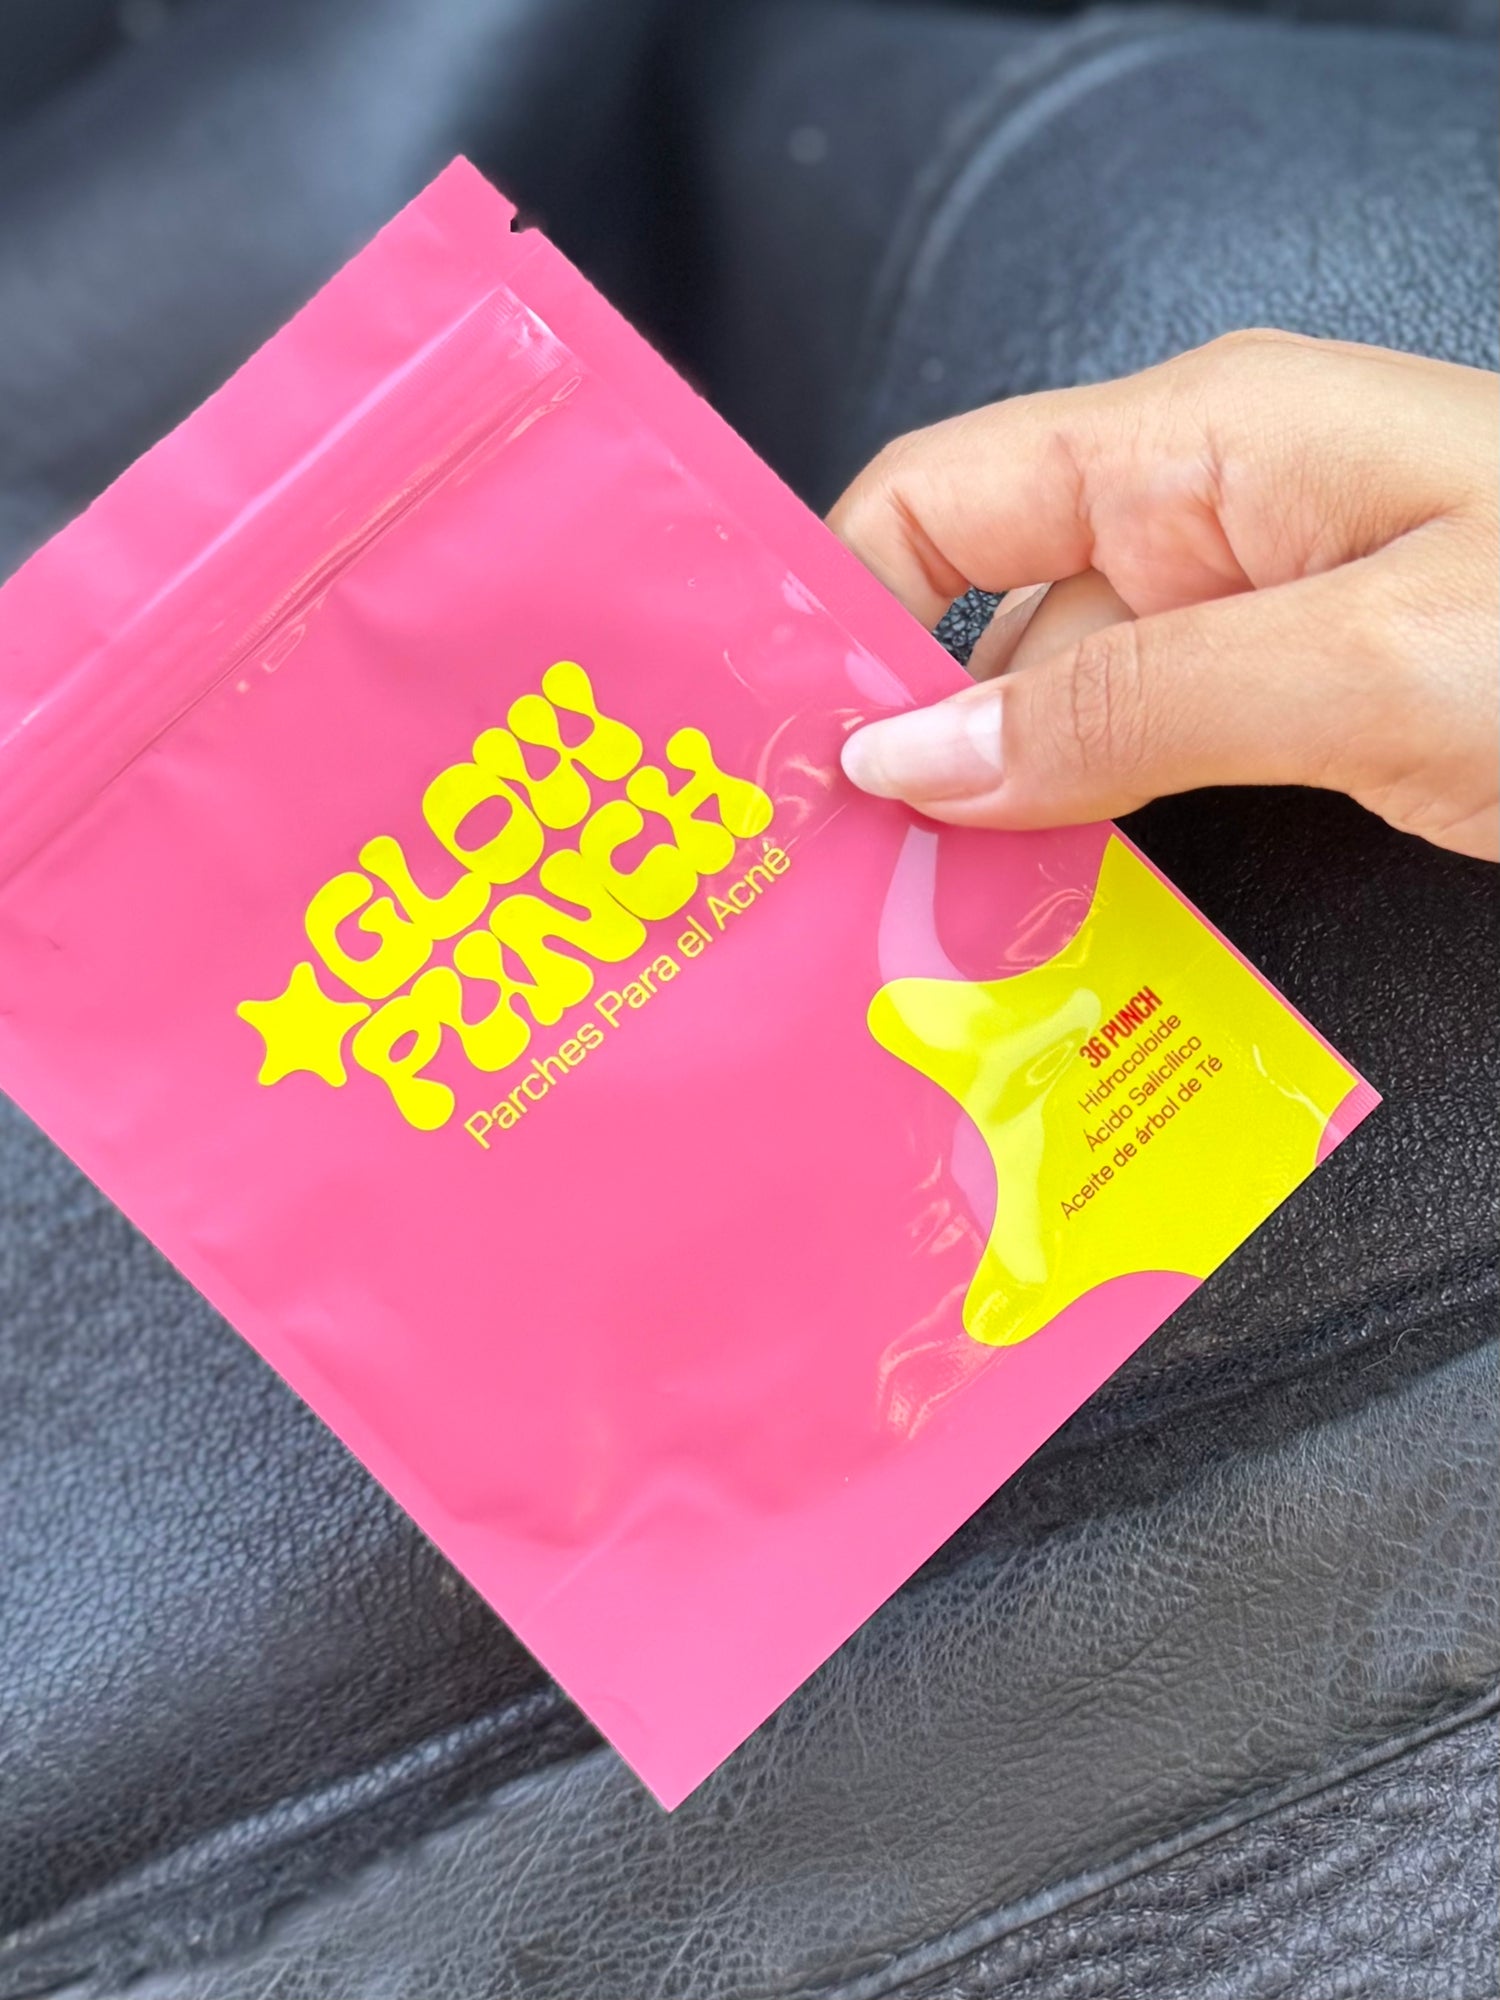 GLOW
PUNCH
Parches Para el Acné
36 PUNCH
Hidrocoloide
Ácido Salicílico
Aceite de árbol de Té